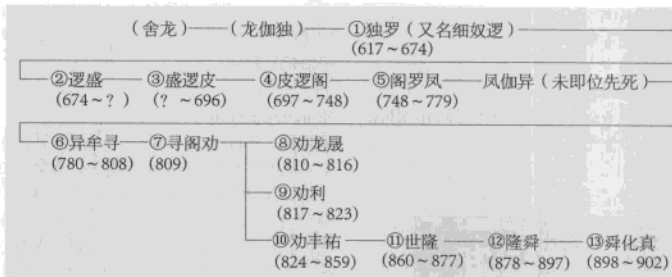 （舍龙）——（龙伽独）——①独罗（又名细奴逻）
(617～674)
②逻盛——③盛逻皮——④皮逻阁——⑤阁罗凤——凤伽异（未即位先死）
(674～?) (?～696) (697～748) (748～779)
⑥异牟寻——⑦寻阁劝——⑧劝龙晟
(780～808) (809) (810～816)
⑨劝利
(817～823)
⑩劝丰祐——⑪世隆——⑫隆舜——⑬舜化真
(824～859) (860～877) (878～897) (898～902)